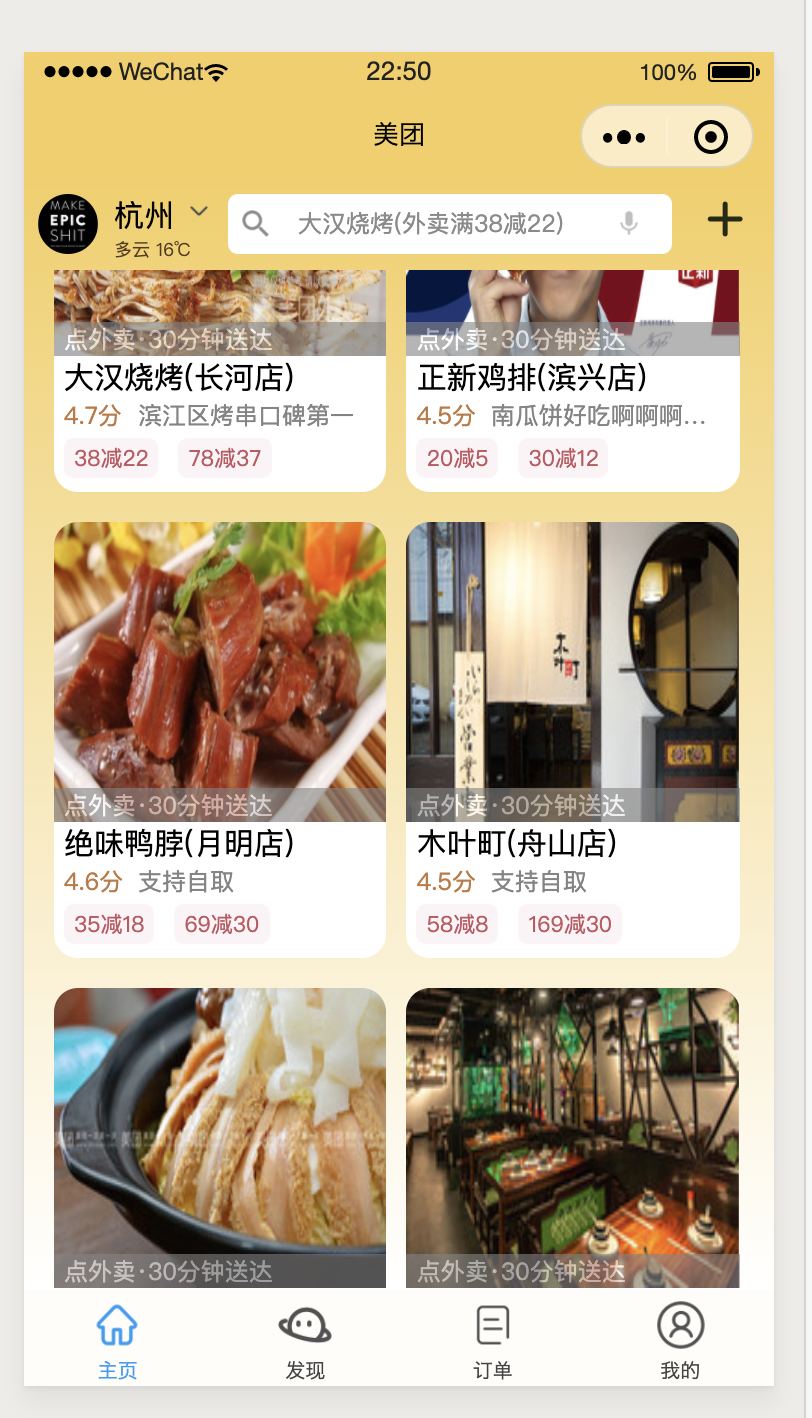 WeChat
22:50
100%
美团
MAKE
EPIC
SHIT
杭州
多云 16℃
大汉烧烤(外卖满38减22)
正新
点外卖·30分钟送达
点外卖·30分钟送达
大汉烧烤(长河店)
正新鸡排(滨兴店)
4.7分 滨江区烤串口碑第一
4.5分 南瓜饼好吃啊啊啊...
38减22 78减37
20减5 30减12
木叶町
营業
点外卖·30分钟送达
点外卖·30分钟送达
绝味鸭脖(月明店)
木叶町(舟山店)
4.6分 支持自取
4.5分 支持自取
35减18 69减30
58减8 169减30
点外卖·30分钟送达
点外卖·30分钟送达
主页
发现
订单
我的